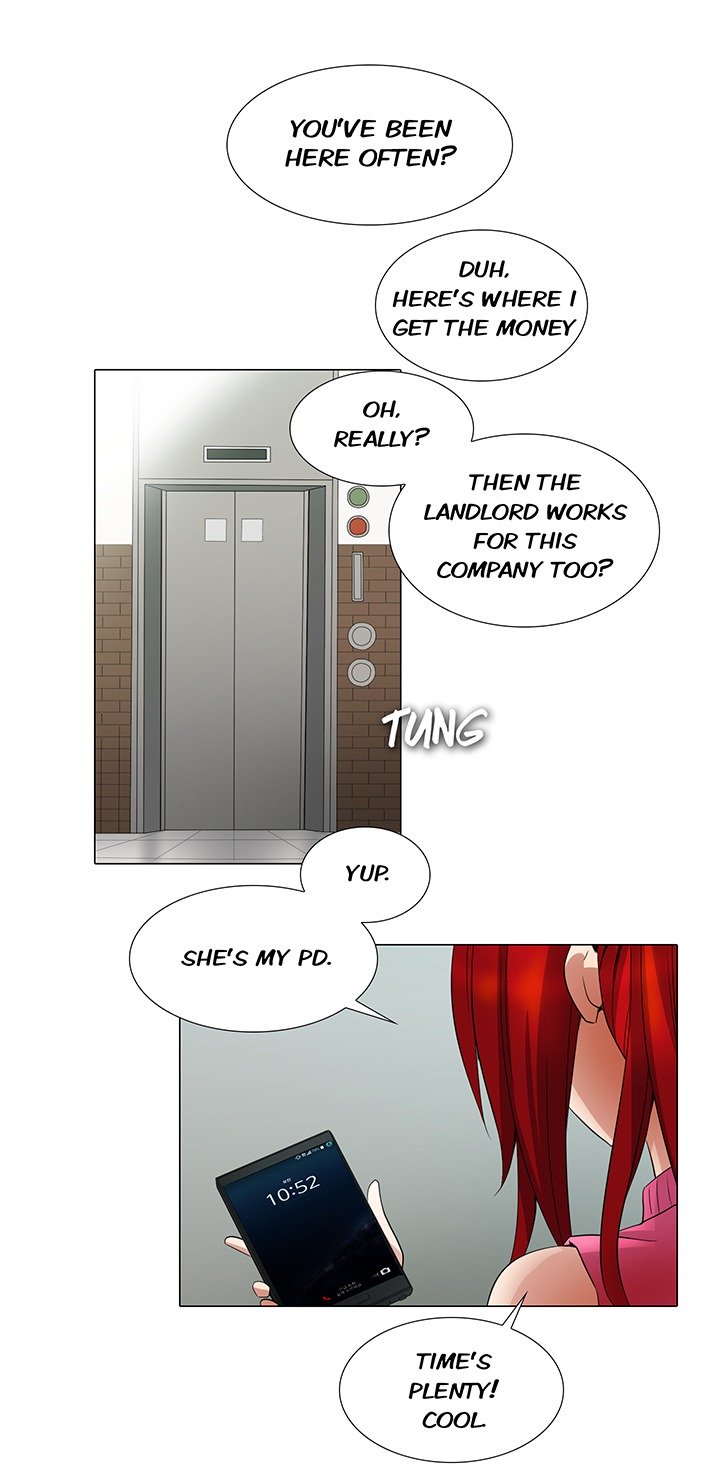 YOU'VE BEEN
HERE OFTEN?
DUH,
HERE'S WHERE I
GET THE MONEY
OH,
REALLY?
THEN THE
LANDLORD WORKS
FOR THIS
COMPANY TOO?
TUNG
YUP.
SHE'S MY PD.
10:52
TIME'S
PLENTY!
COOL.